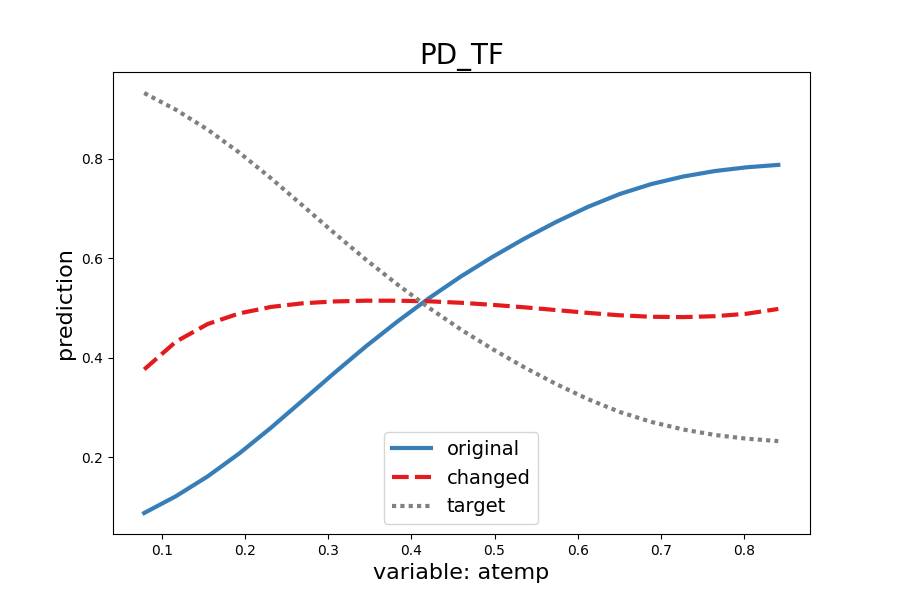 PD_TF
prediction
0.8
0.6
0.4
0.2
original
changed
target
0.1 0.2 0.3 0.4 0.5 0.6 0.7 0.8
variable: atemp